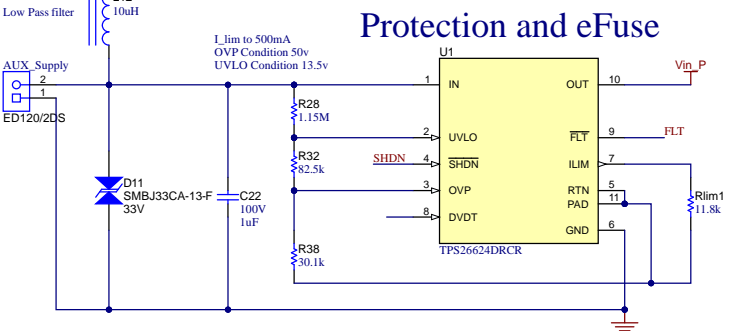 Low Pass filter
10uH
Protection and eFuse
I_lim to 500mA
OVP Condition 50v
UVLO Condition 13.5v
U1
AUX_Supply
2
1
ED120/2DS
1
IN
OUT
10
Vin_P
R28
1.15M
2
UVLO
FLT
9
FLT
R32
82.5k
SHDN
4
SHDN
ILIM
7
3
OVP
RTN
5
PAD
11
8
DVDT
GND
6
Rlim1
11.8k
D11
SMBJ33CA-13-F
33V
C22
100V
1uF
R38
30.1k
TPS26624DRCR